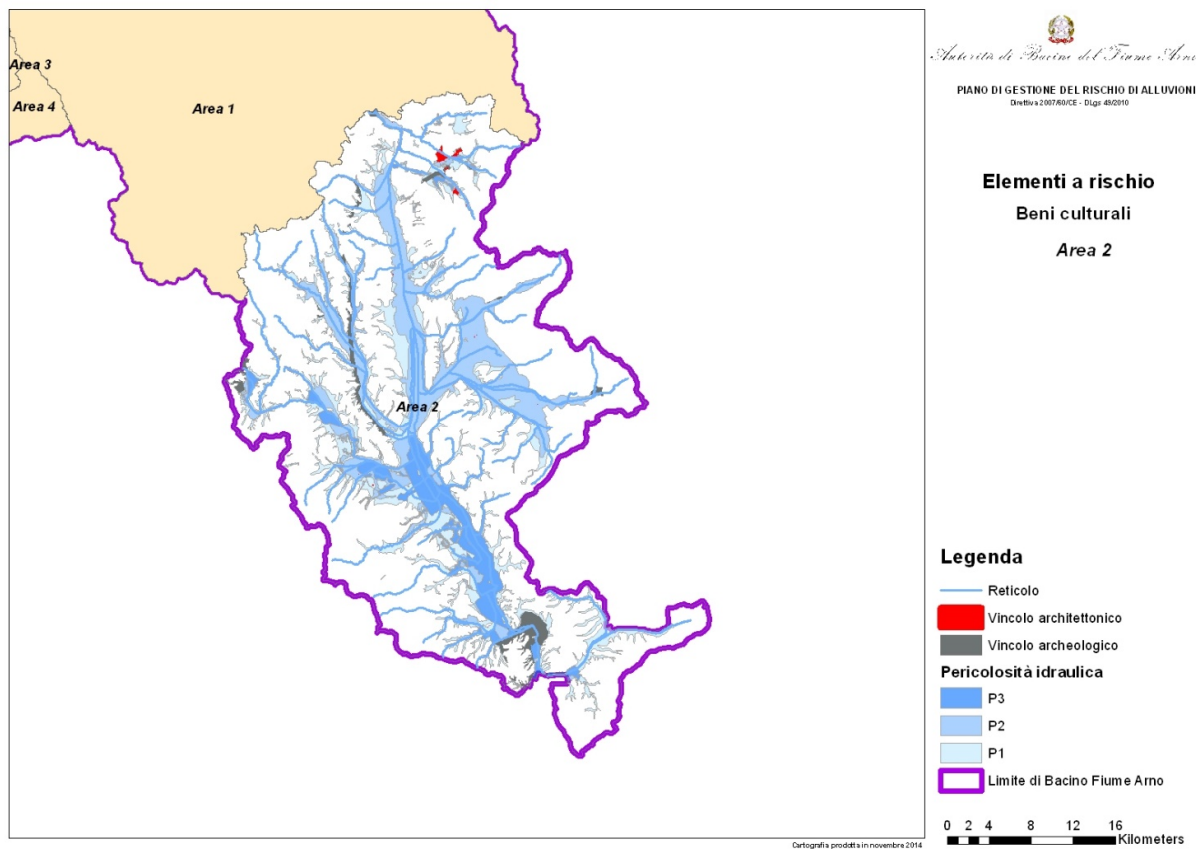 Area 3
Area 4
Area 1
Area 2
Autorità di Bacino del Fiume Arno
PIANO DI GESTIONE DEL RISCHIO DI ALLUVIONI
Direttiva 2007/60/CE - DLgs 49/2010
Elementi a rischio
Beni culturali
Area 2
Legenda
Reticolo
Vincolo architettonico
Vincolo archeologico
Pericolosità idraulica
P3
P2
P1
Limite di Bacino Fiume Arno
0 2 4 8 12 16
Kilometers
Cartografia prodotta in novembre 2014